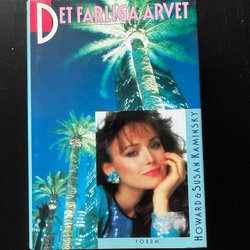 DET FARLIGA ARVET
HOWARD & SUSAN KAMINSKY
FORUM